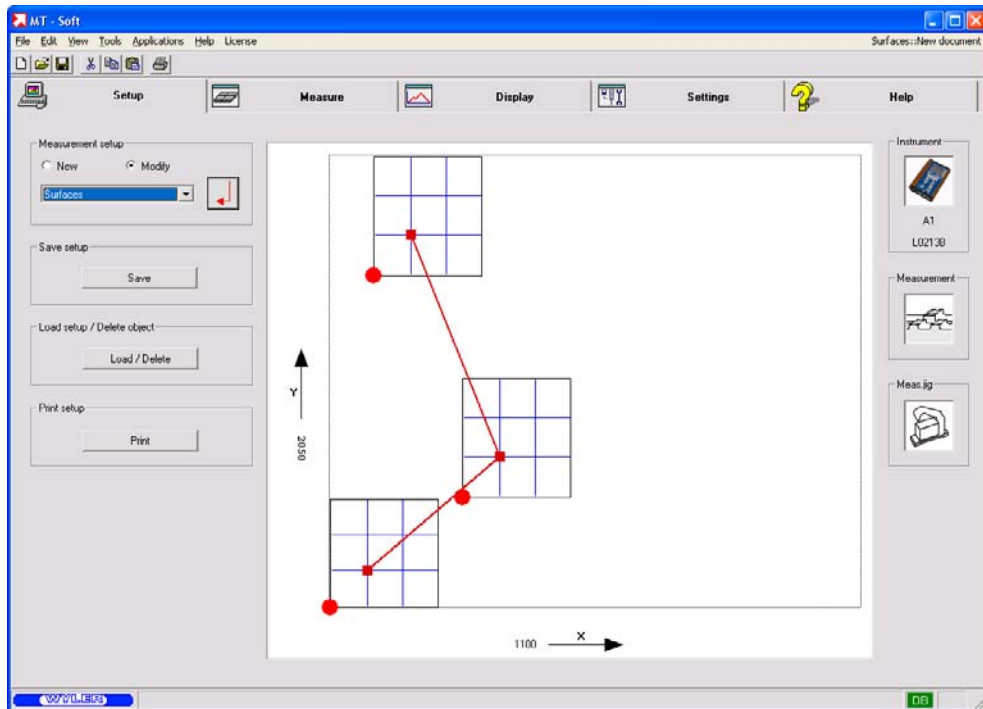 MT - Soft
File Edit View Tools Applications Help License
Surfaces::New document
Setup Measure Display Settings Help
Measurement setup
New Modify
Surfaces
Save setup
Save
Load setup / Delete object
Load / Delete
Print setup
Print
Y
2050
1100 X
Instrument
A1
L0213B
Measurement
Meas.jig
WYLER
DB